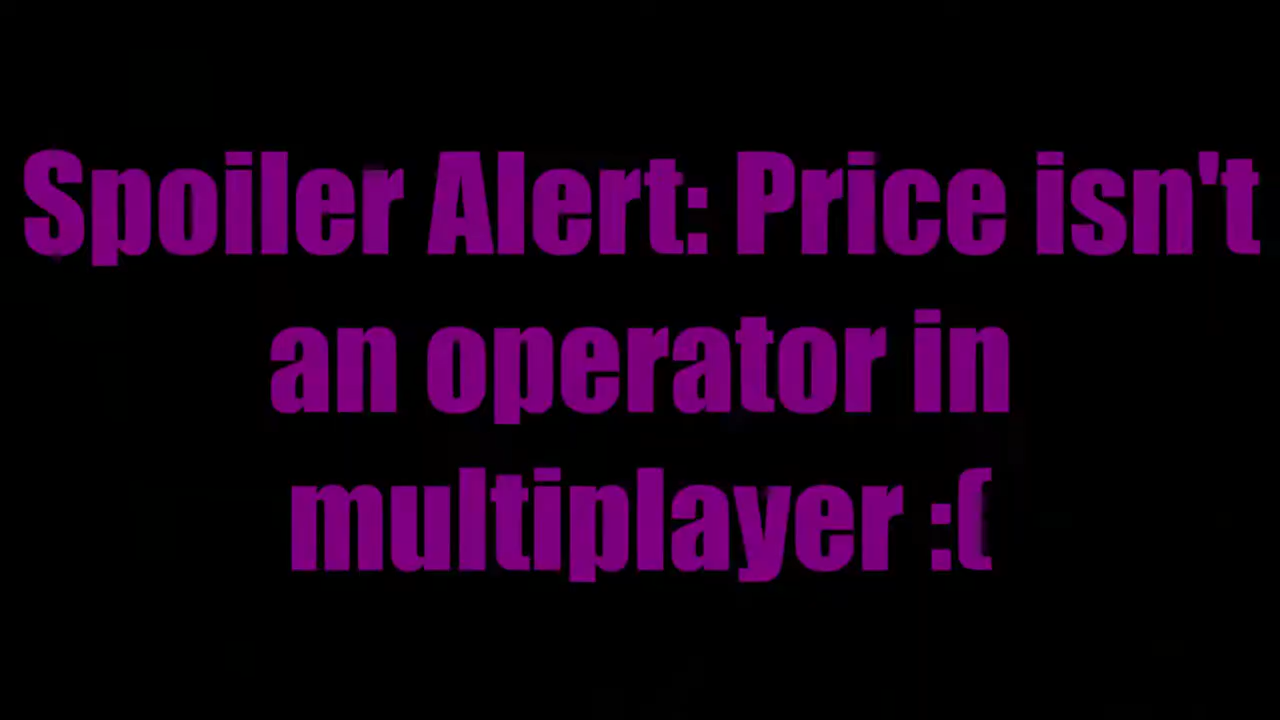 Spoiler Alert: Price isn't
an operator in
multiplayer :(